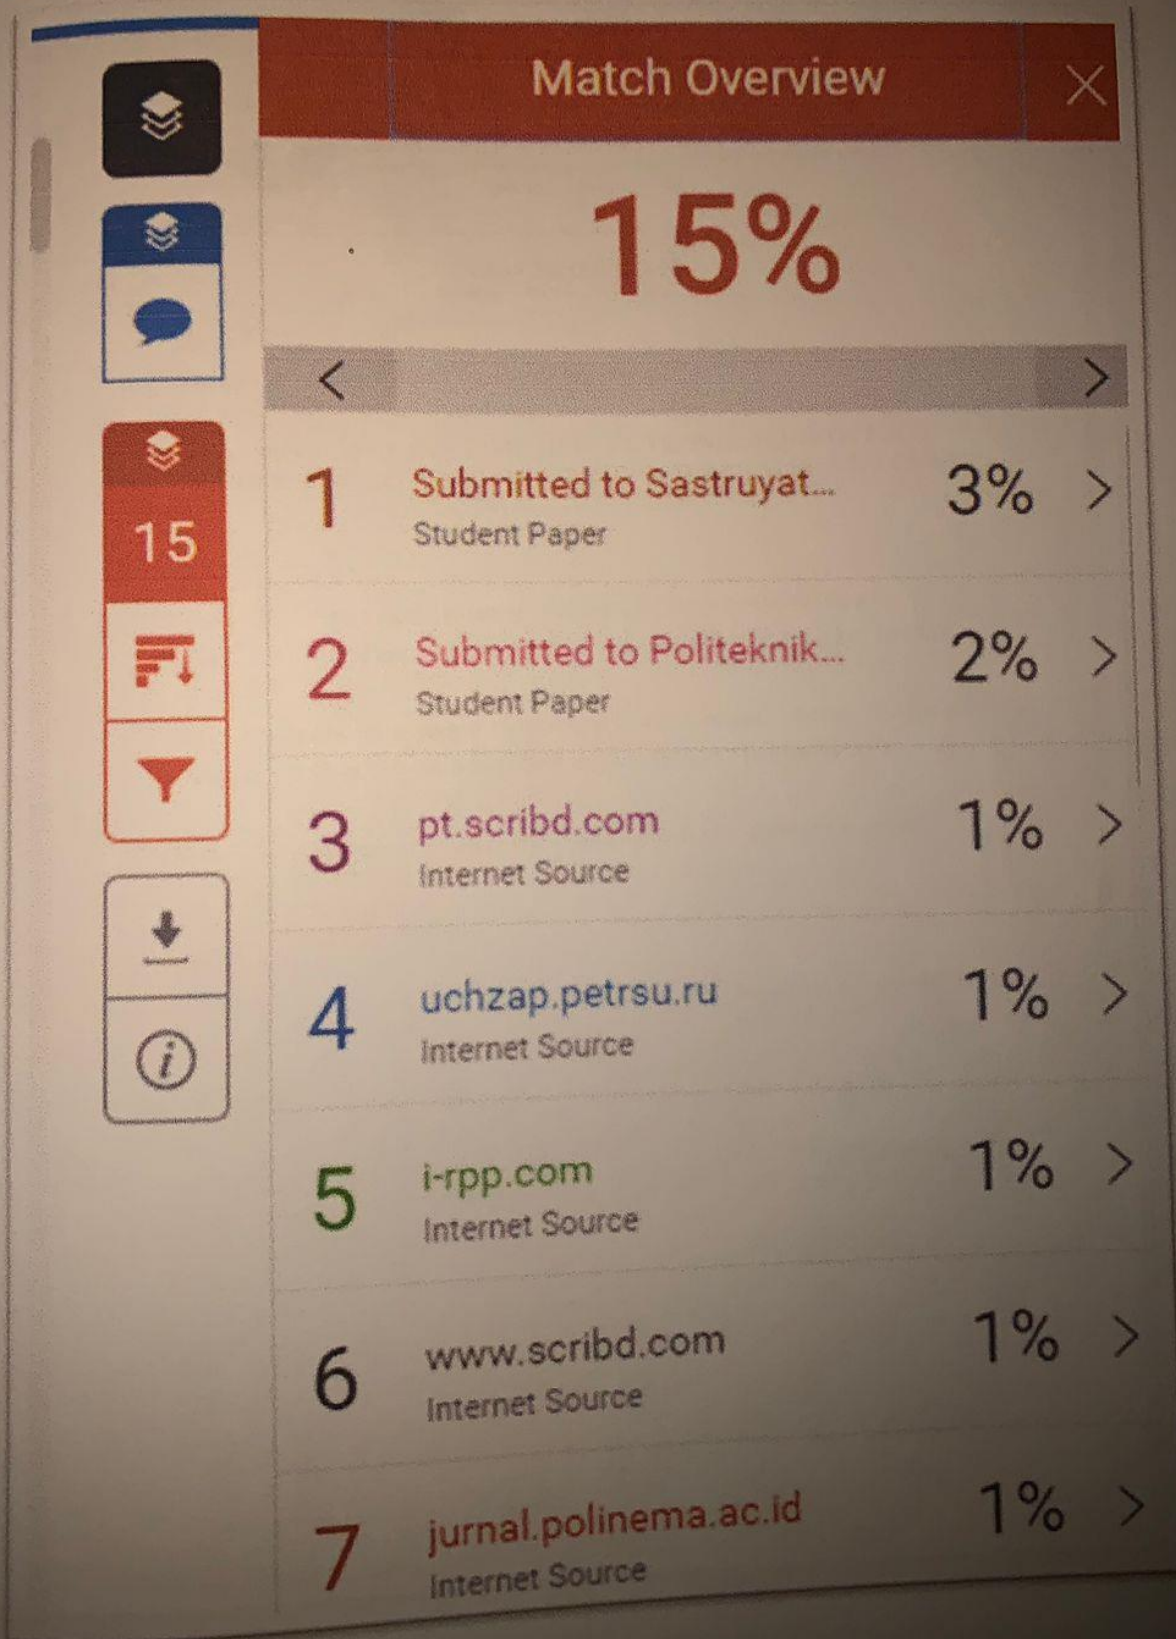 Match Overview
15%
15
1 Submitted to Sastruyat... 3%
Student Paper
2 Submitted to Politeknik... 2%
Student Paper
3 pt.scribd.com 1%
Internet Source
4 uchzap.petrsu.ru 1%
Internet Source
5 i-rpp.com 1%
Internet Source
6 www.scribd.com 1%
Internet Source
7 jurnal.polinema.ac.id 1%
Internet Source